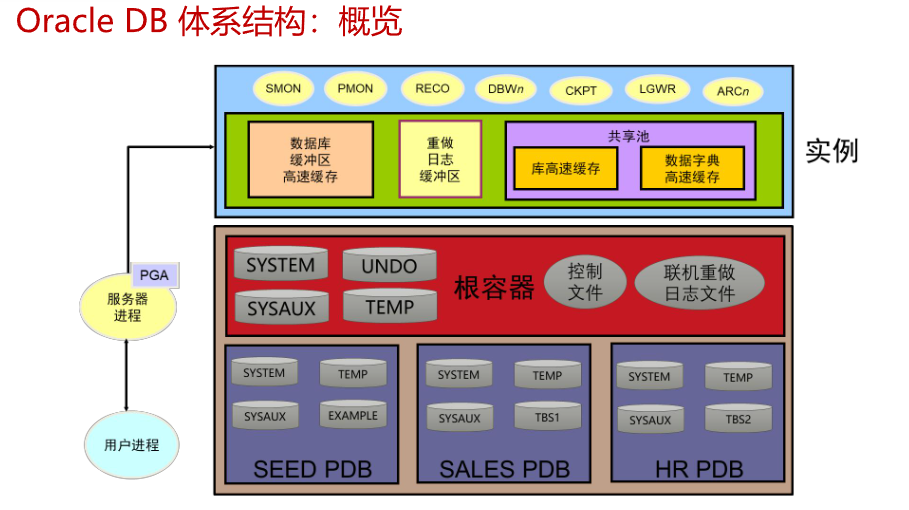 Oracle DB 体系结构：概览
SMON
PMON
RECO
DBWn
CKPT
LGWR
ARCn
数据库
缓冲区
高速缓存
重做
日志
缓冲区
共享池
库高速缓存
数据字典
高速缓存
实例
PGA
服务器
进程
用户进程
SYSTEM
UNDO
SYSAUX
TEMP
根容器
控制
文件
联机重做
日志文件
SYSTEM
TEMP
SYSAUX
EXAMPLE
SEED PDB
SYSTEM
TEMP
SYSAUX
TBS1
SALES PDB
SYSTEM
TEMP
SYSAUX
TBS2
HR PDB